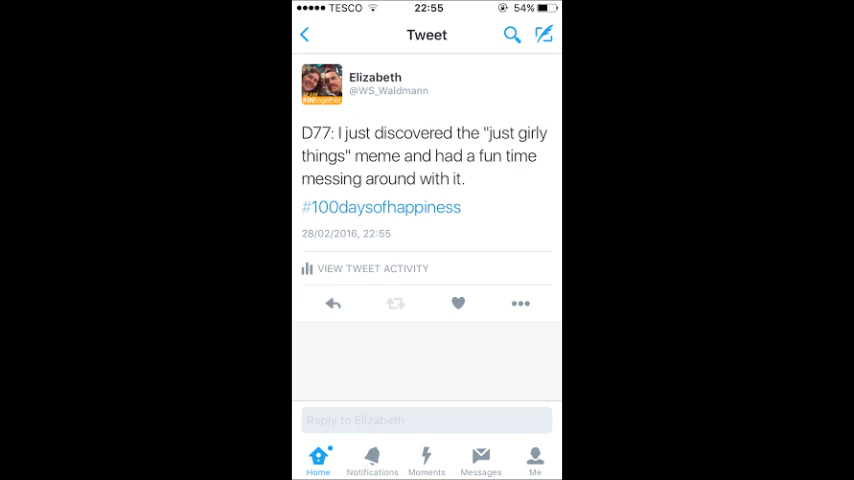 TESCO 22:55 54%
Tweet
Elizabeth
@WS_Waldmann
#INtogether
D77: I just discovered the "just girly
things" meme and had a fun time
messing around with it.
#100daysofhappiness
28/02/2016, 22:55
VIEW TWEET ACTIVITY
Reply to Elizabeth
Home Notifications Moments Messages Me